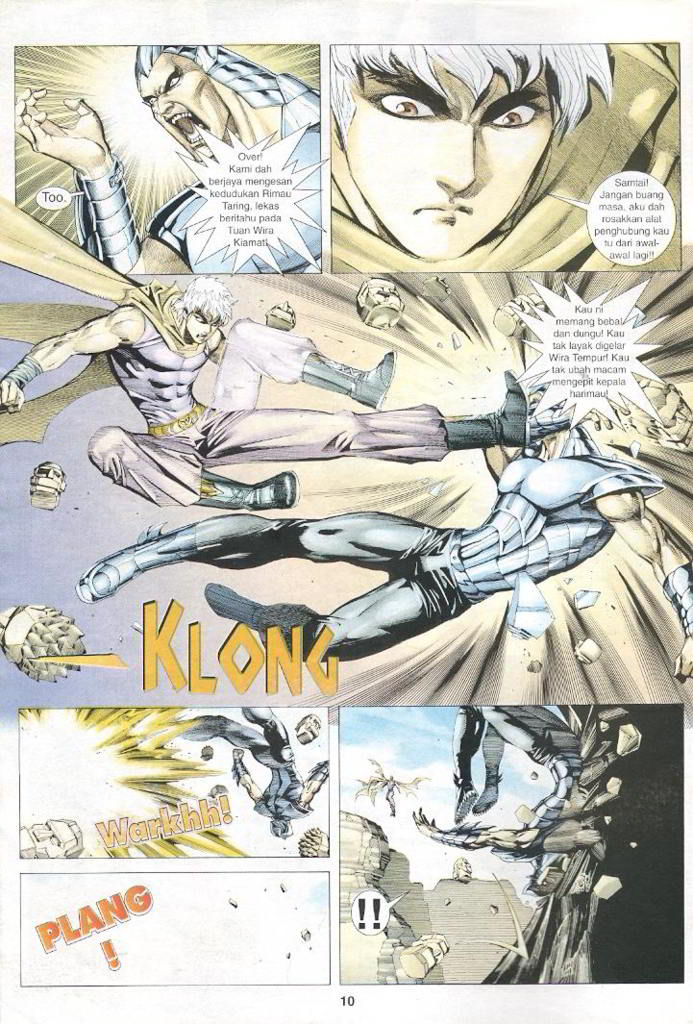 Too.
Over!
Kami dah
berjaya mengesan
kedudukan Rimau
Taring, lekas
beritahu pada
Tuan Wira
Kiamat!
Samtai!
Jangan buang
masa, aku dah
rosakkan alat
penghubung kau
tu dari awal-
awal lagi!!
Kau ni
memang bebal
dan dungu! Kau
tak layak digelar
Wira Tempur! Kau
tak ubah macam
mengepit kepala
harimau!
KLONG
Warkhh!
PLANG
!
!!
10